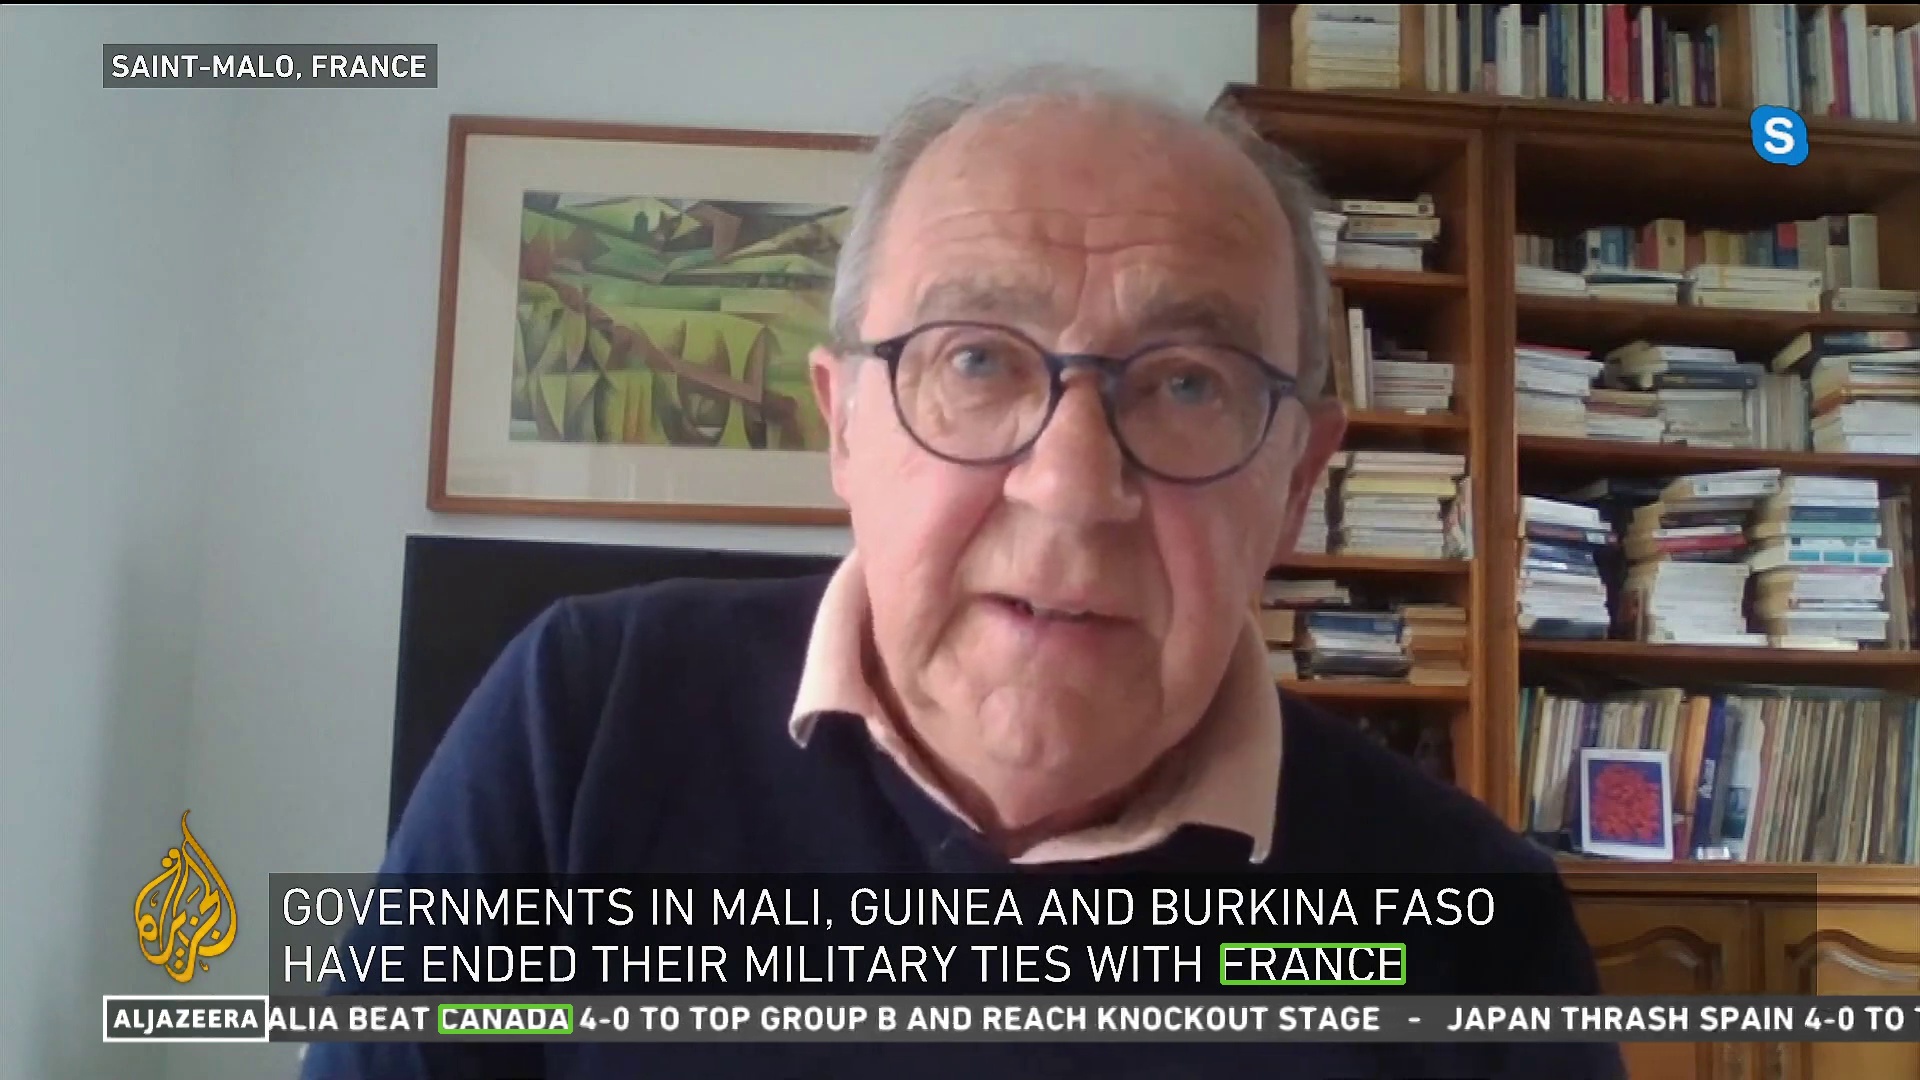 SAINT-MALO, FRANCE
S
GOVERNMENTS IN MALI, GUINEA AND BURKINA FASO
HAVE ENDED THEIR MILITARY TIES WITH FRANCE
ALJAZEERA
ALIA BEAT CANADA 4-0 TO TOP GROUP B AND REACH KNOCKOUT STAGE - JAPAN THRASH SPAIN 4-0 TO